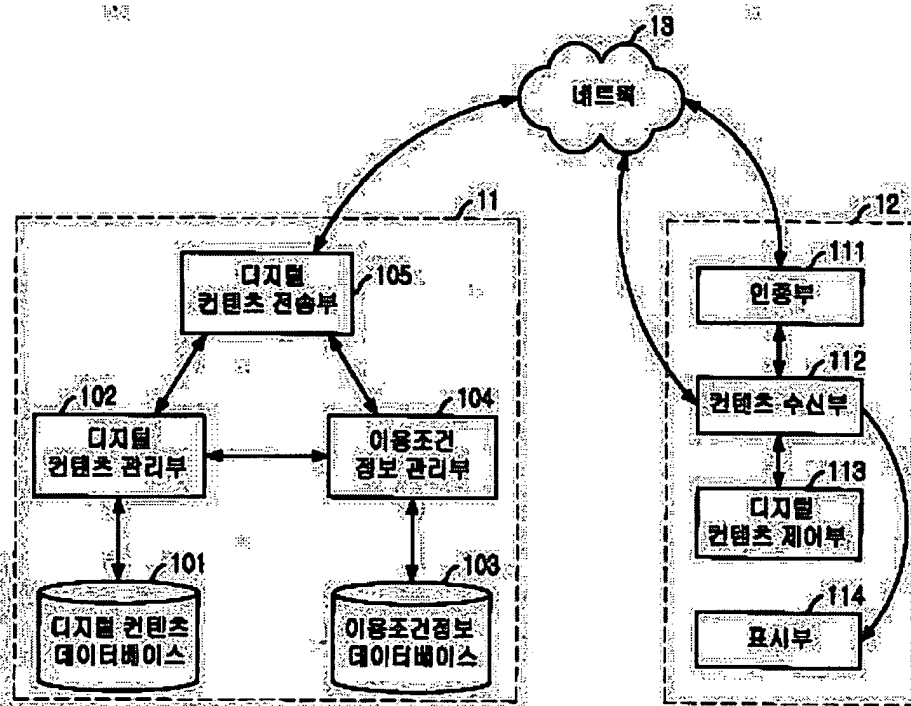 13
네트웍
11
디지털
컨텐츠 전송부
105
102
디지털
컨텐츠 관리부
104
이용조건
정보 관리부
101
디지털 컨텐츠
데이터베이스
103
이용조건정보
데이터베이스
12
111
인증부
112
컨텐츠 수신부
113
디지털
컨텐츠 제어부
114
표시부